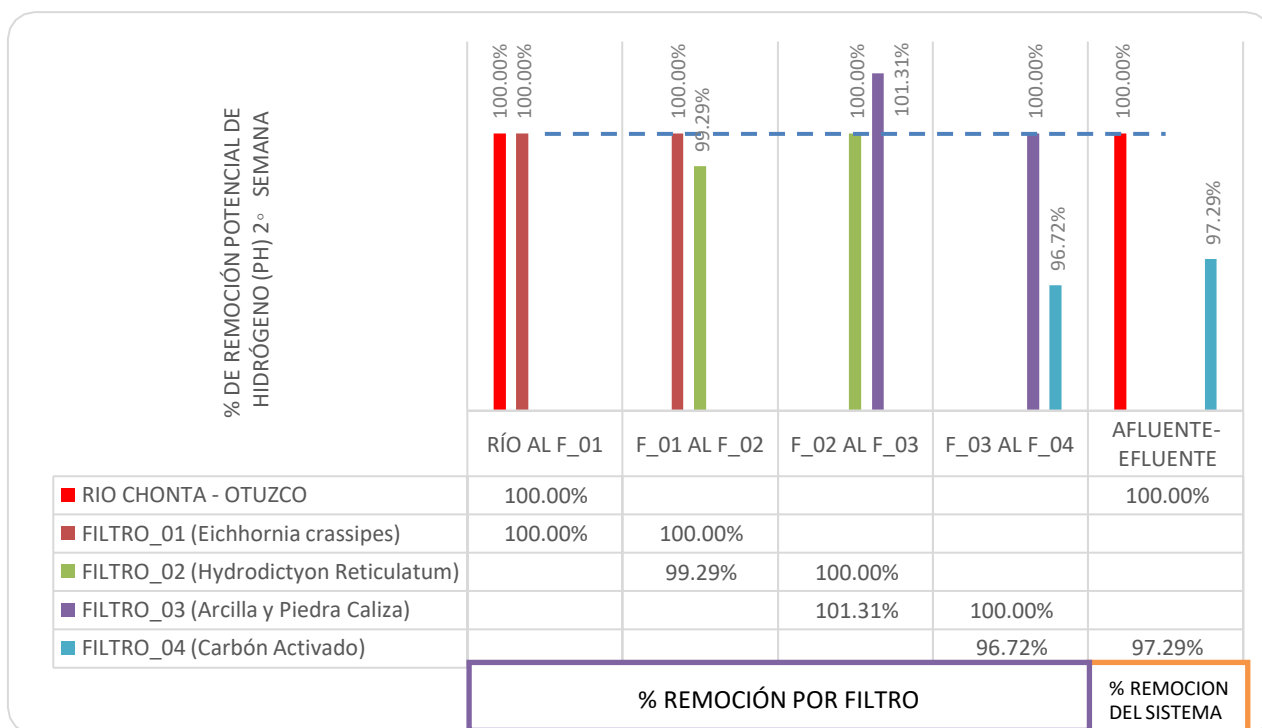 % DE REMOCIÓN POTENCIAL DE
HIDRÓGENO (PH) 2° SEMANA
100.00%
100.00%
100.00%
99.29%
100.00%
101.31%
100.00%
96.72%
100.00%
97.29%
RÍO AL F_01
F_01 AL F_02
F_02 AL F_03
F_03 AL F_04
AFLUENTE-
EFLUENTE
RIO CHONTA - OTUZCO 100.00% 100.00%
FILTRO_01 (Eichhornia crassipes) 100.00% 100.00%
FILTRO_02 (Hydrodictyon Reticulatum) 99.29% 100.00%
FILTRO_03 (Arcilla y Piedra Caliza) 101.31% 100.00%
FILTRO_04 (Carbón Activado) 96.72% 97.29%
% REMOCIÓN POR FILTRO
% REMOCION
DEL SISTEMA